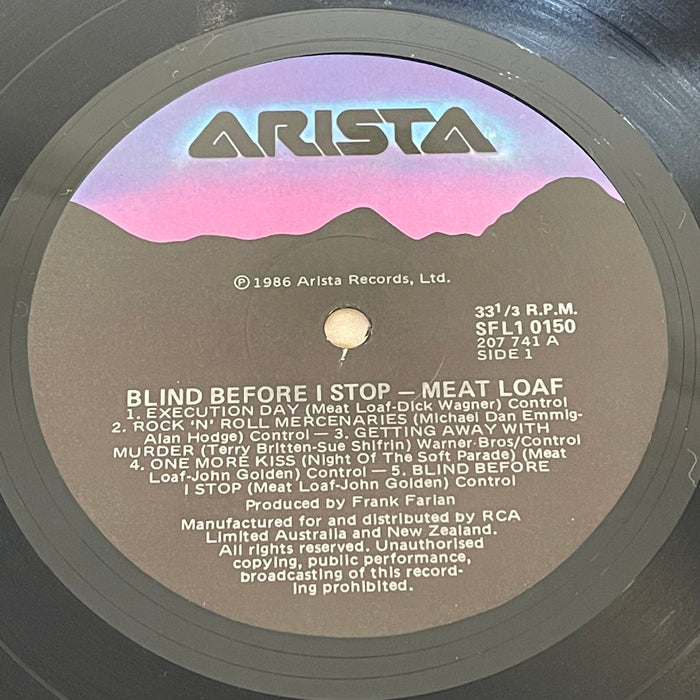 ARISTA
℗ 1986 Arista Records, Ltd.
33¹/3 R.P.M.
SFL1 0150
207 741 A
SIDE 1
BLIND BEFORE I STOP — MEAT LOAF
1. EXECUTION DAY (Meat Loaf-Dick Wagner) Control
2. ROCK 'N' ROLL MERCENARIES (Michael Dan Emmig-
Alan Hodge) Control — 3. GETTING AWAY WITH
MURDER (Terry Britten-Sue Shifrin) Warner Bros/Control
4. ONE MORE KISS (Night Of The Soft Parade) (Meat
Loaf-John Golden) Control — 5. BLIND BEFORE
I STOP (Meat Loaf-John Golden) Control
Produced by Frank Farian
Manufactured for and distributed by RCA
Limited Australia and New Zealand.
All rights reserved. Unauthorised
copying, public performance,
broadcasting of this record-
ing prohibited.